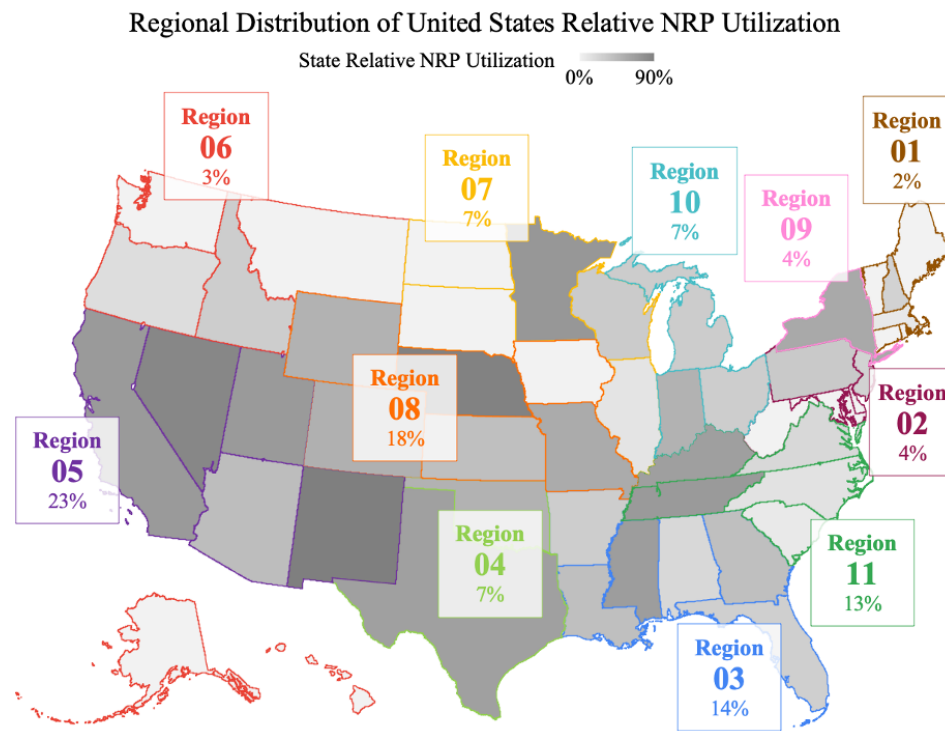 Regional Distribution of United States Relative NRP Utilization
State Relative NRP Utilization
0% 90%
Region
06
3%
Region
07
7%
Region
10
7%
Region
09
4%
Region
01
2%
Region
05
23%
Region
08
18%
Region
02
4%
Region
04
7%
Region
11
13%
Region
03
14%